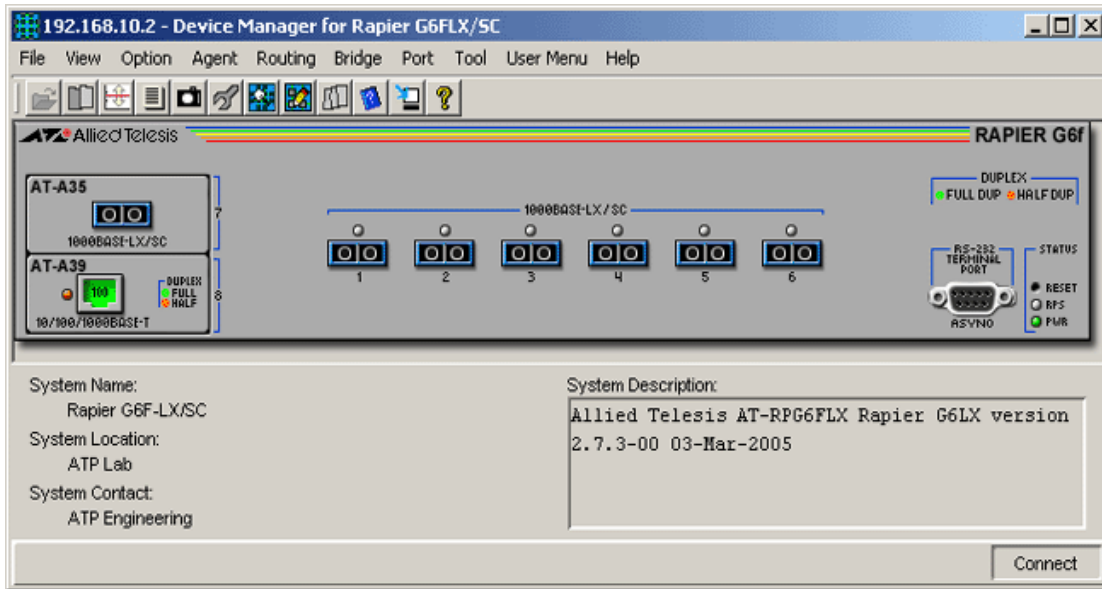 192.168.10.2 - Device Manager for Rapier G6FLX/SC
File View Option Agent Routing Bridge Port Tool User Menu Help
Allied Telesis
RAPIER G6f
AT-A35
7
1000BASE-LX/SC
AT-A39
100
DUPLEX
FULL
HALF
8
10/100/1000BASE-T
1000BASE-LX/SC
1 2 3 4 5 6
DUPLEX
FULL DUP HALF DUP
RS-232
TERMINAL
PORT
ASYN0
STATUS
RESET
RPS
PWR
System Name:
Rapier G6F-LX/SC
System Location:
ATP Lab
System Contact:
ATP Engineering
System Description:
Allied Telesis AT-RPG6FLX Rapier G6LX version
2.7.3-00 03-Mar-2005
Connect